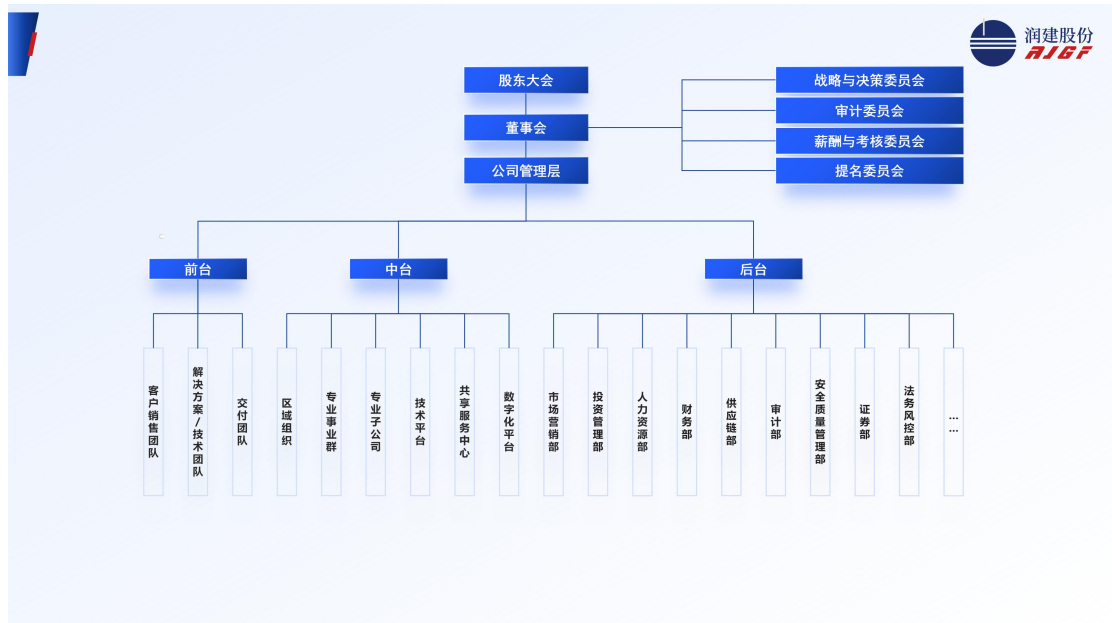 润建股份
RJGF
股东大会
董事会
公司管理层
战略与决策委员会
审计委员会
薪酬与考核委员会
提名委员会
前台
中台
后台
客户销售团队
解决方案/技术团队
交付团队
区域组织
专业事业群
专业子公司
技术平台
共享服务中心
数字化平台
市场营销部
投资管理部
人力资源部
财务部
供应链部
审计部
安全质量管理部
证券部
法务风控部
……